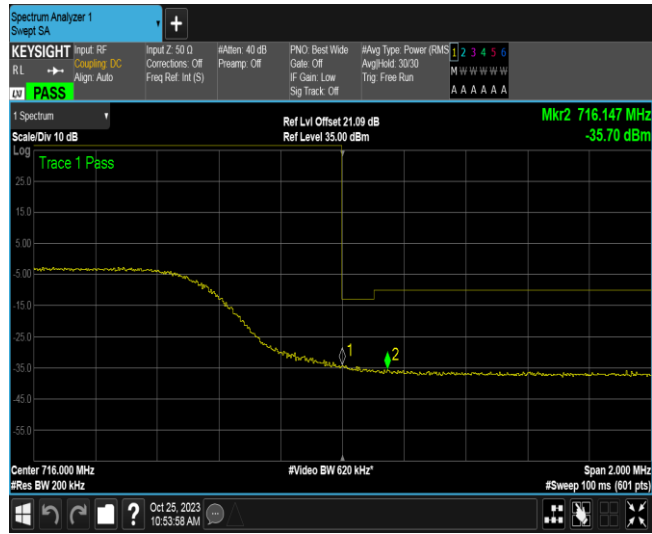 Spectrum Analyzer 1
Swept SA
KEYSIGHT
R L
LXI PASS
Input: RF
Coupling: DC
Align: Auto
Input Z: 50 Ω
Corrections: Off
Freq Ref: Int (S)
#Atten: 40 dB
Preamp: Off
PNO: Best Wide
Gate: Off
IF Gain: Low
Sig Track: Off
#Avg Type: Power (RMS
Avg|Hold: 30/30
Trig: Free Run
1 2 3 4 5 6
M W W W W W
A A A A A A
1 Spectrum
Scale/Div 10 dB
Ref Lvl Offset 21.09 dB
Ref Level 35.00 dBm
Mkr2 716.147 MHz
-35.70 dBm
Log
Trace 1 Pass
25.0
15.0
5.00
-5.00
-15.0
-25.0
-35.0
-45.0
-55.0
1
2
Center 716.000 MHz
#Res BW 200 kHz
#Video BW 620 kHz*
Span 2.000 MHz
#Sweep 100 ms (601 pts)
?
Oct 25, 2023
10:53:58 AM